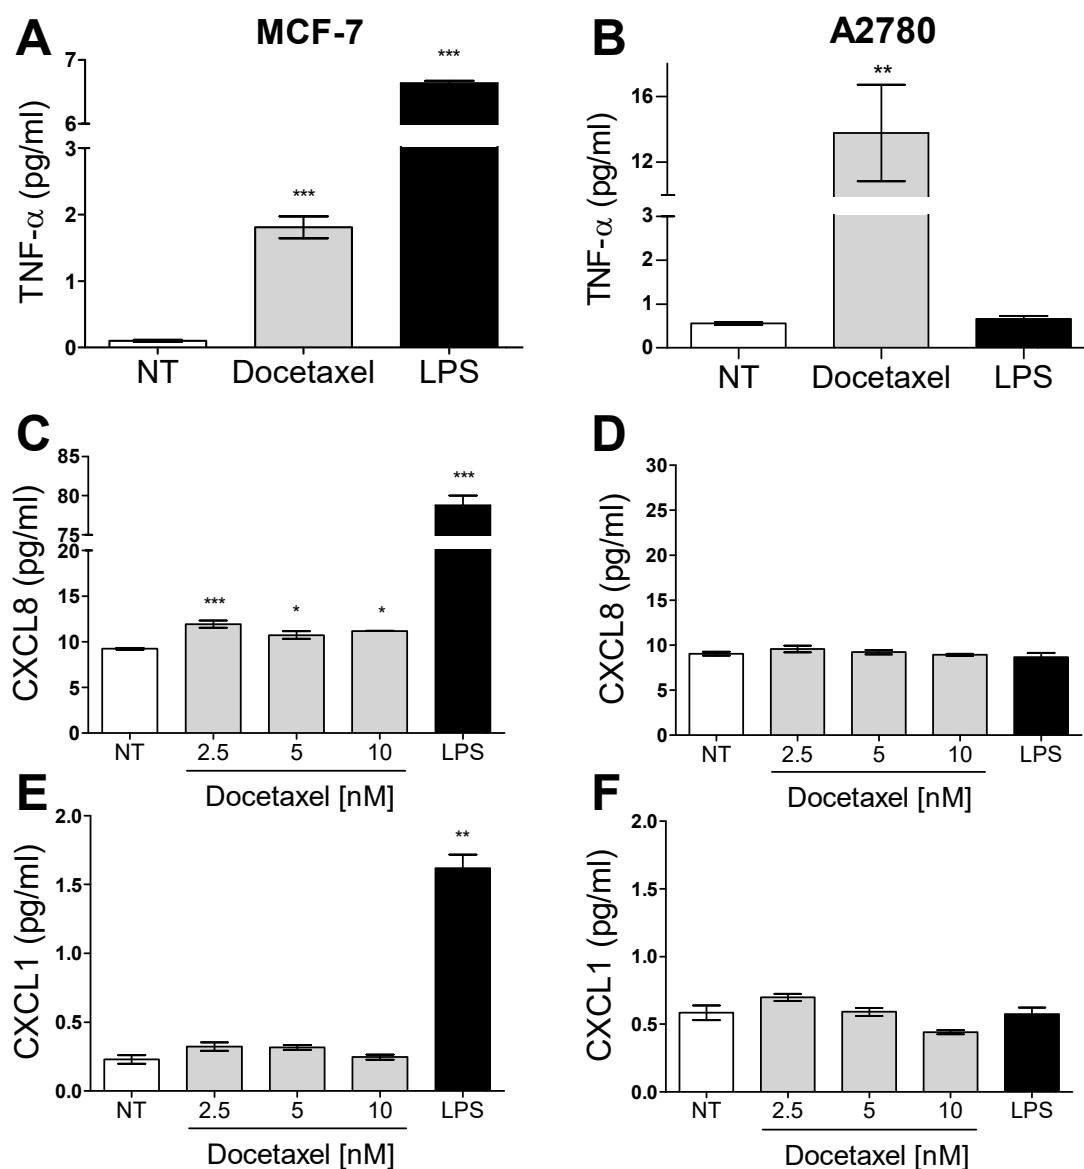 A
MCF-7
B
A2780
TNF-α (pg/ml)
7
6
3
2
1
0
***
***
NT
Docetaxel
LPS
TNF-α (pg/ml)
16
12
3
2
1
0
**
NT
Docetaxel
LPS
C
CXCL8 (pg/ml)
85
80
75
20
15
10
5
0
***
*
*
***
NT
2.5
5
10
LPS
Docetaxel [nM]
D
CXCL8 (pg/ml)
30
25
20
15
10
5
0
NT
2.5
5
10
LPS
Docetaxel [nM]
E
CXCL1 (pg/ml)
2.0
1.5
1.0
0.5
0.0
**
NT
2.5
5
10
LPS
Docetaxel [nM]
F
CXCL1 (pg/ml)
2.0
1.5
1.0
0.5
0.0
NT
2.5
5
10
LPS
Docetaxel [nM]